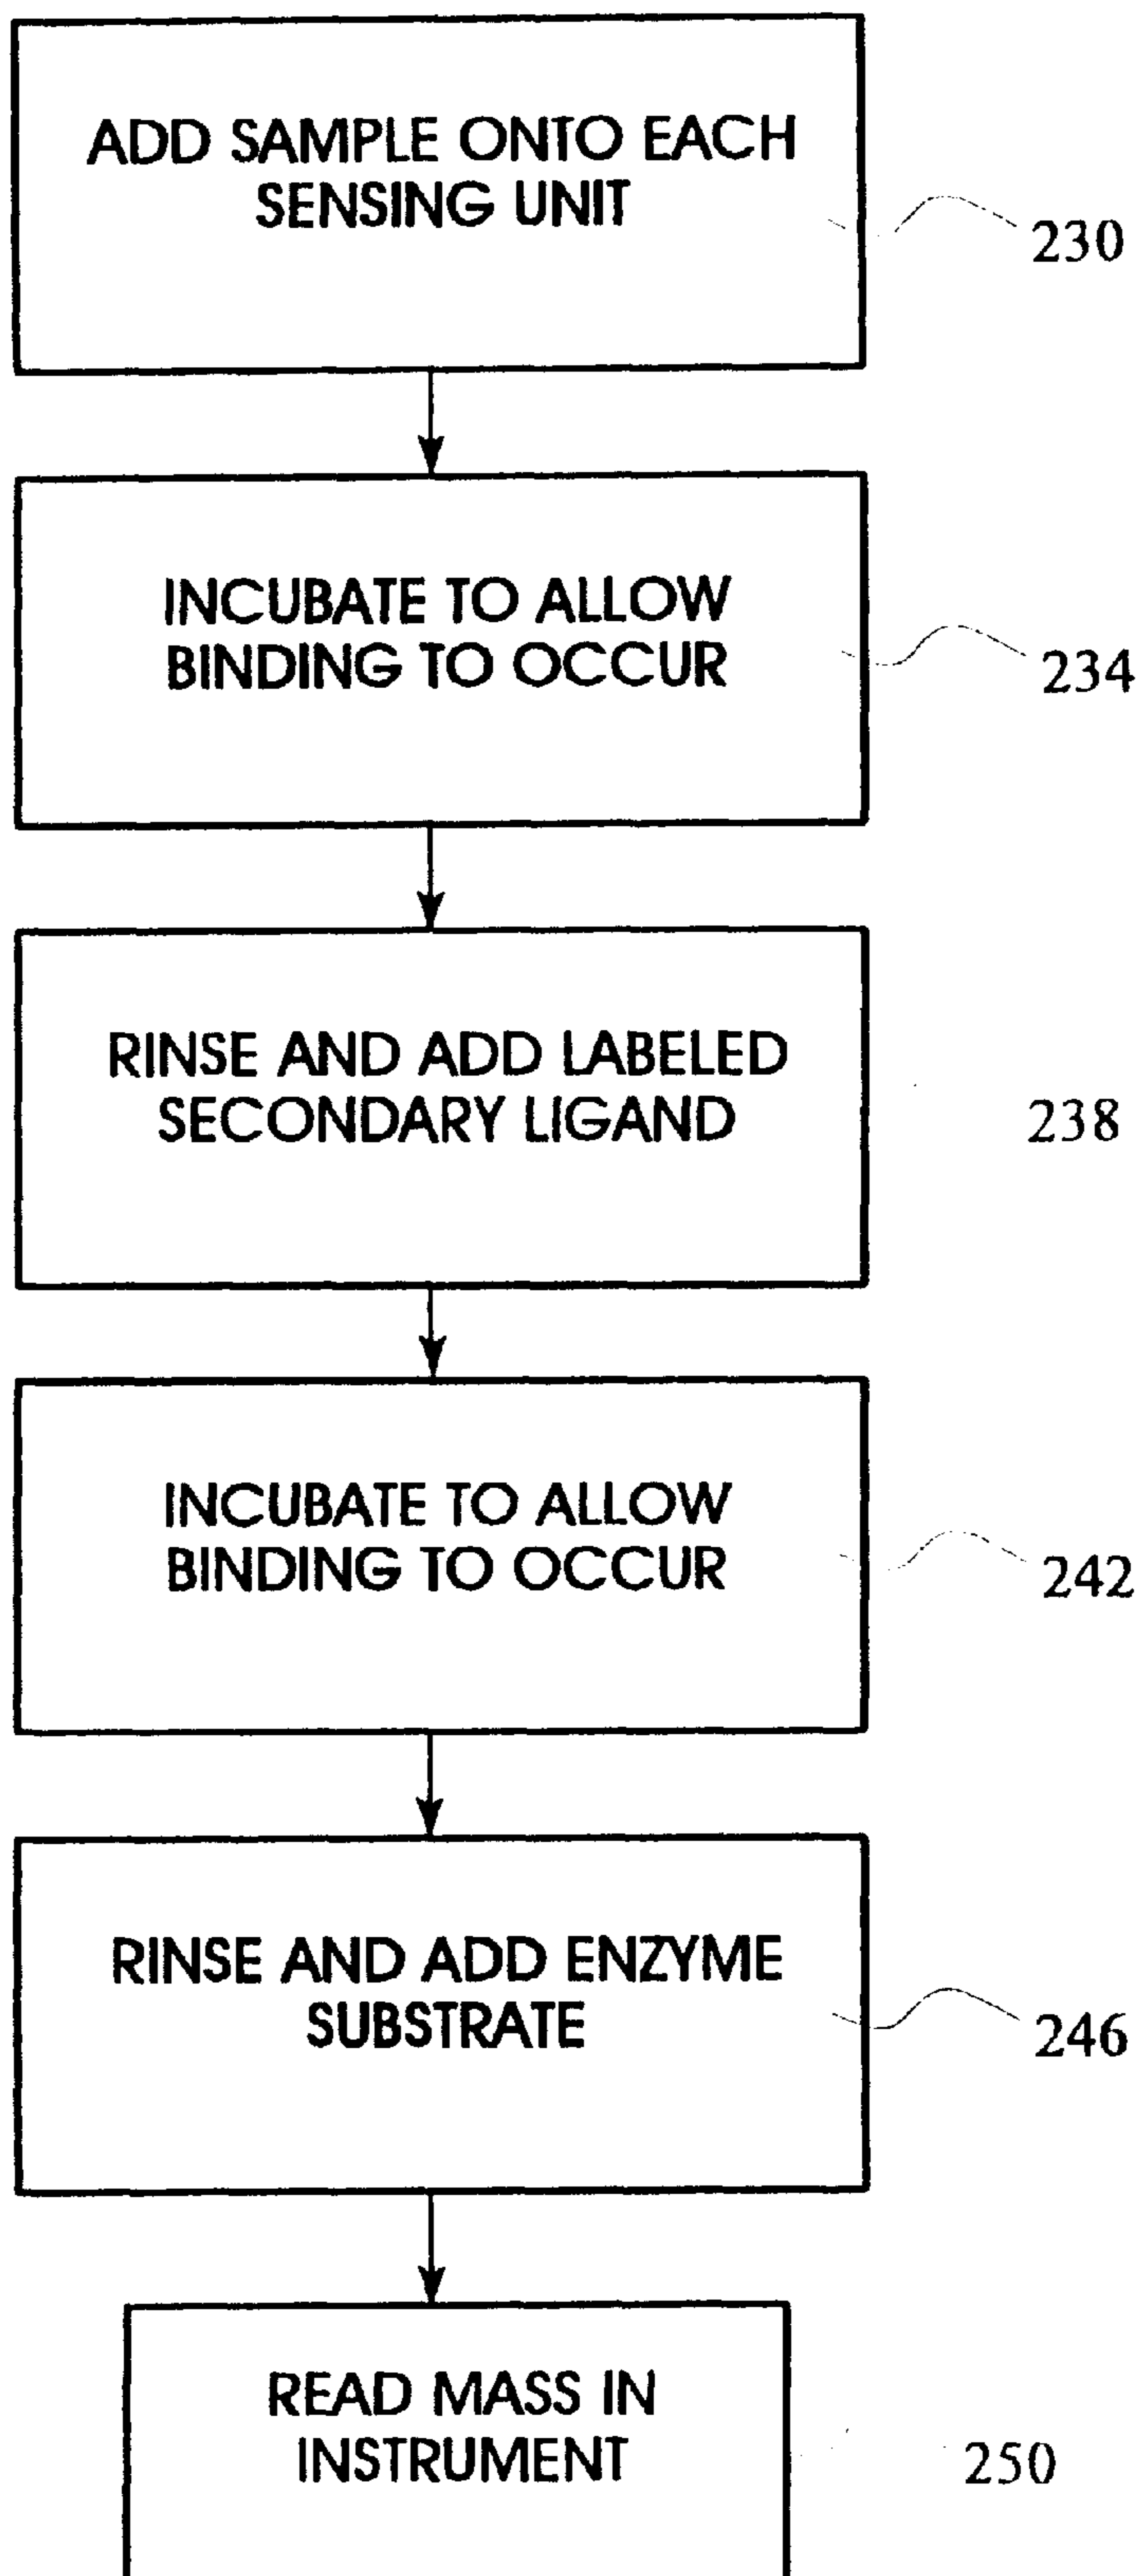 ADD SAMPLE ONTO EACH
SENSING UNIT
230
INCUBATE TO ALLOW
BINDING TO OCCUR
234
RINSE AND ADD LABELED
SECONDARY LIGAND
238
INCUBATE TO ALLOW
BINDING TO OCCUR
242
RINSE AND ADD ENZYME
SUBSTRATE
246
READ MASS IN
INSTRUMENT
250